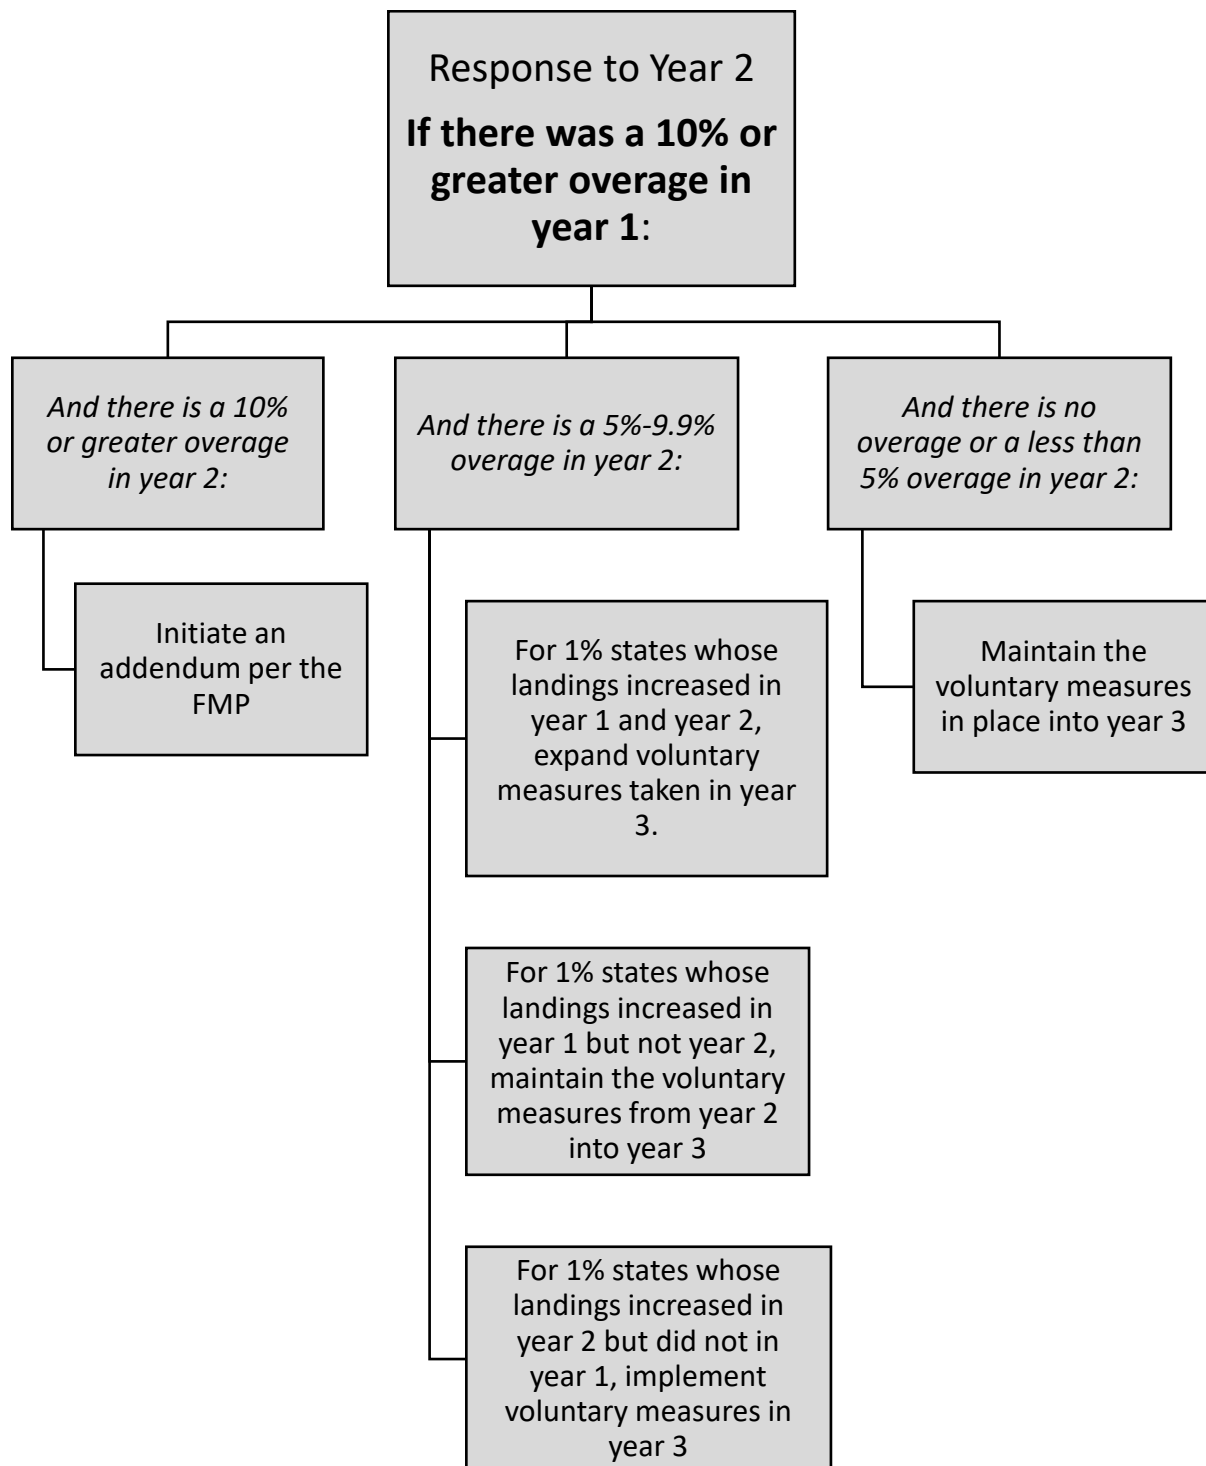 Response to Year 2
If there was a 10% or
greater overage in
year 1:
And there is a 10%
or greater overage
in year 2:
And there is a 5%-9.9%
overage in year 2:
And there is no
overage or a less than
5% overage in year 2:
Initiate an
addendum per the
FMP
For 1% states whose
landings increased in
year 1 and year 2,
expand voluntary
measures taken in year
3.
Maintain the
voluntary measures
in place into year 3
For 1% states whose
landings increased in
year 1 but not year 2,
maintain the voluntary
measures from year 2
into year 3
For 1% states whose
landings increased in
year 2 but did not in
year 1, implement
voluntary measures in
year 3